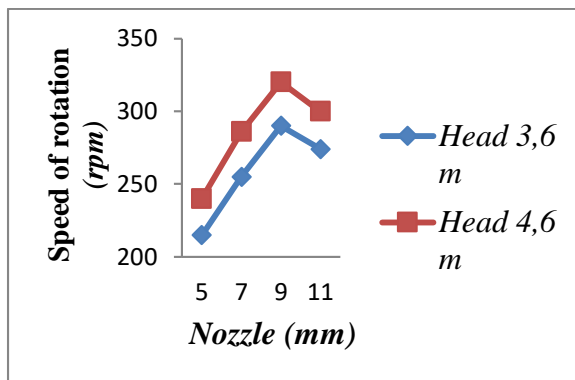 350
300
250
200
Speed of rotation
(rpm)
5 7 9 11
Nozzle (mm)
Head 3,6
m
Head 4,6
m